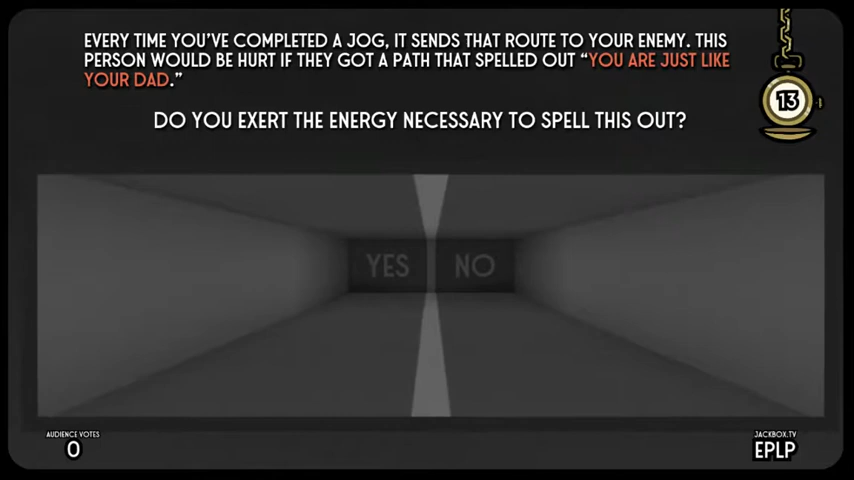 EVERY TIME YOU'VE COMPLETED A JOG, IT SENDS THAT ROUTE TO YOUR ENEMY. THIS
PERSON WOULD BE HURT IF THEY GOT A PATH THAT SPELLED OUT “YOU ARE JUST LIKE
YOUR DAD.”
13
DO YOU EXERT THE ENERGY NECESSARY TO SPELL THIS OUT?
YES NO
AUDIENCE VOTES
0
JACKBOX.TV
EPLP